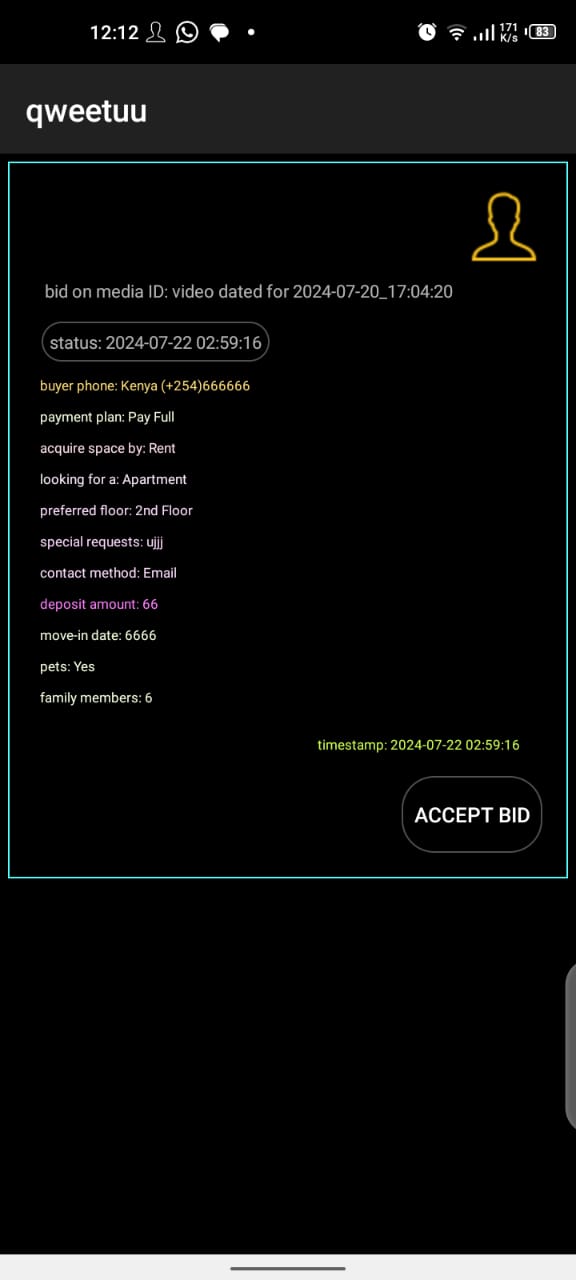 12:12
171
K/s
83
qweetuu
bid on media ID: video dated for 2024-07-20_17:04:20
status: 2024-07-22 02:59:16
buyer phone: Kenya (+254)666666
payment plan: Pay Full
acquire space by: Rent
looking for a: Apartment
preferred floor: 2nd Floor
special requests: ujjj
contact method: Email
deposit amount: 66
move-in date: 6666
pets: Yes
family members: 6
timestamp: 2024-07-22 02:59:16
ACCEPT BID